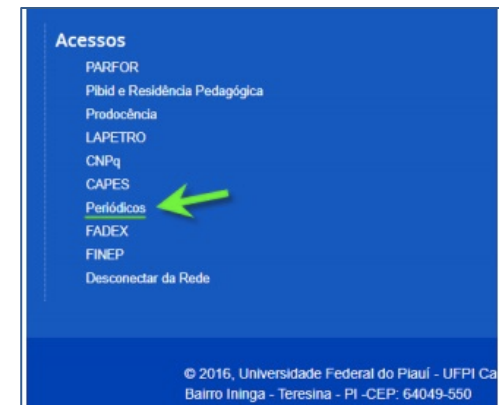 Acessos
PARFOR
Pibid e Residência Pedagógica
Prodocência
LAPETRO
CNPq
CAPES
Periódicos
FADEX
FINEP
Desconectar da Rede
© 2016, Universidade Federal do Piauí - UFPI Ca
Bairro Ininga - Teresina - PI -CEP: 64049-550